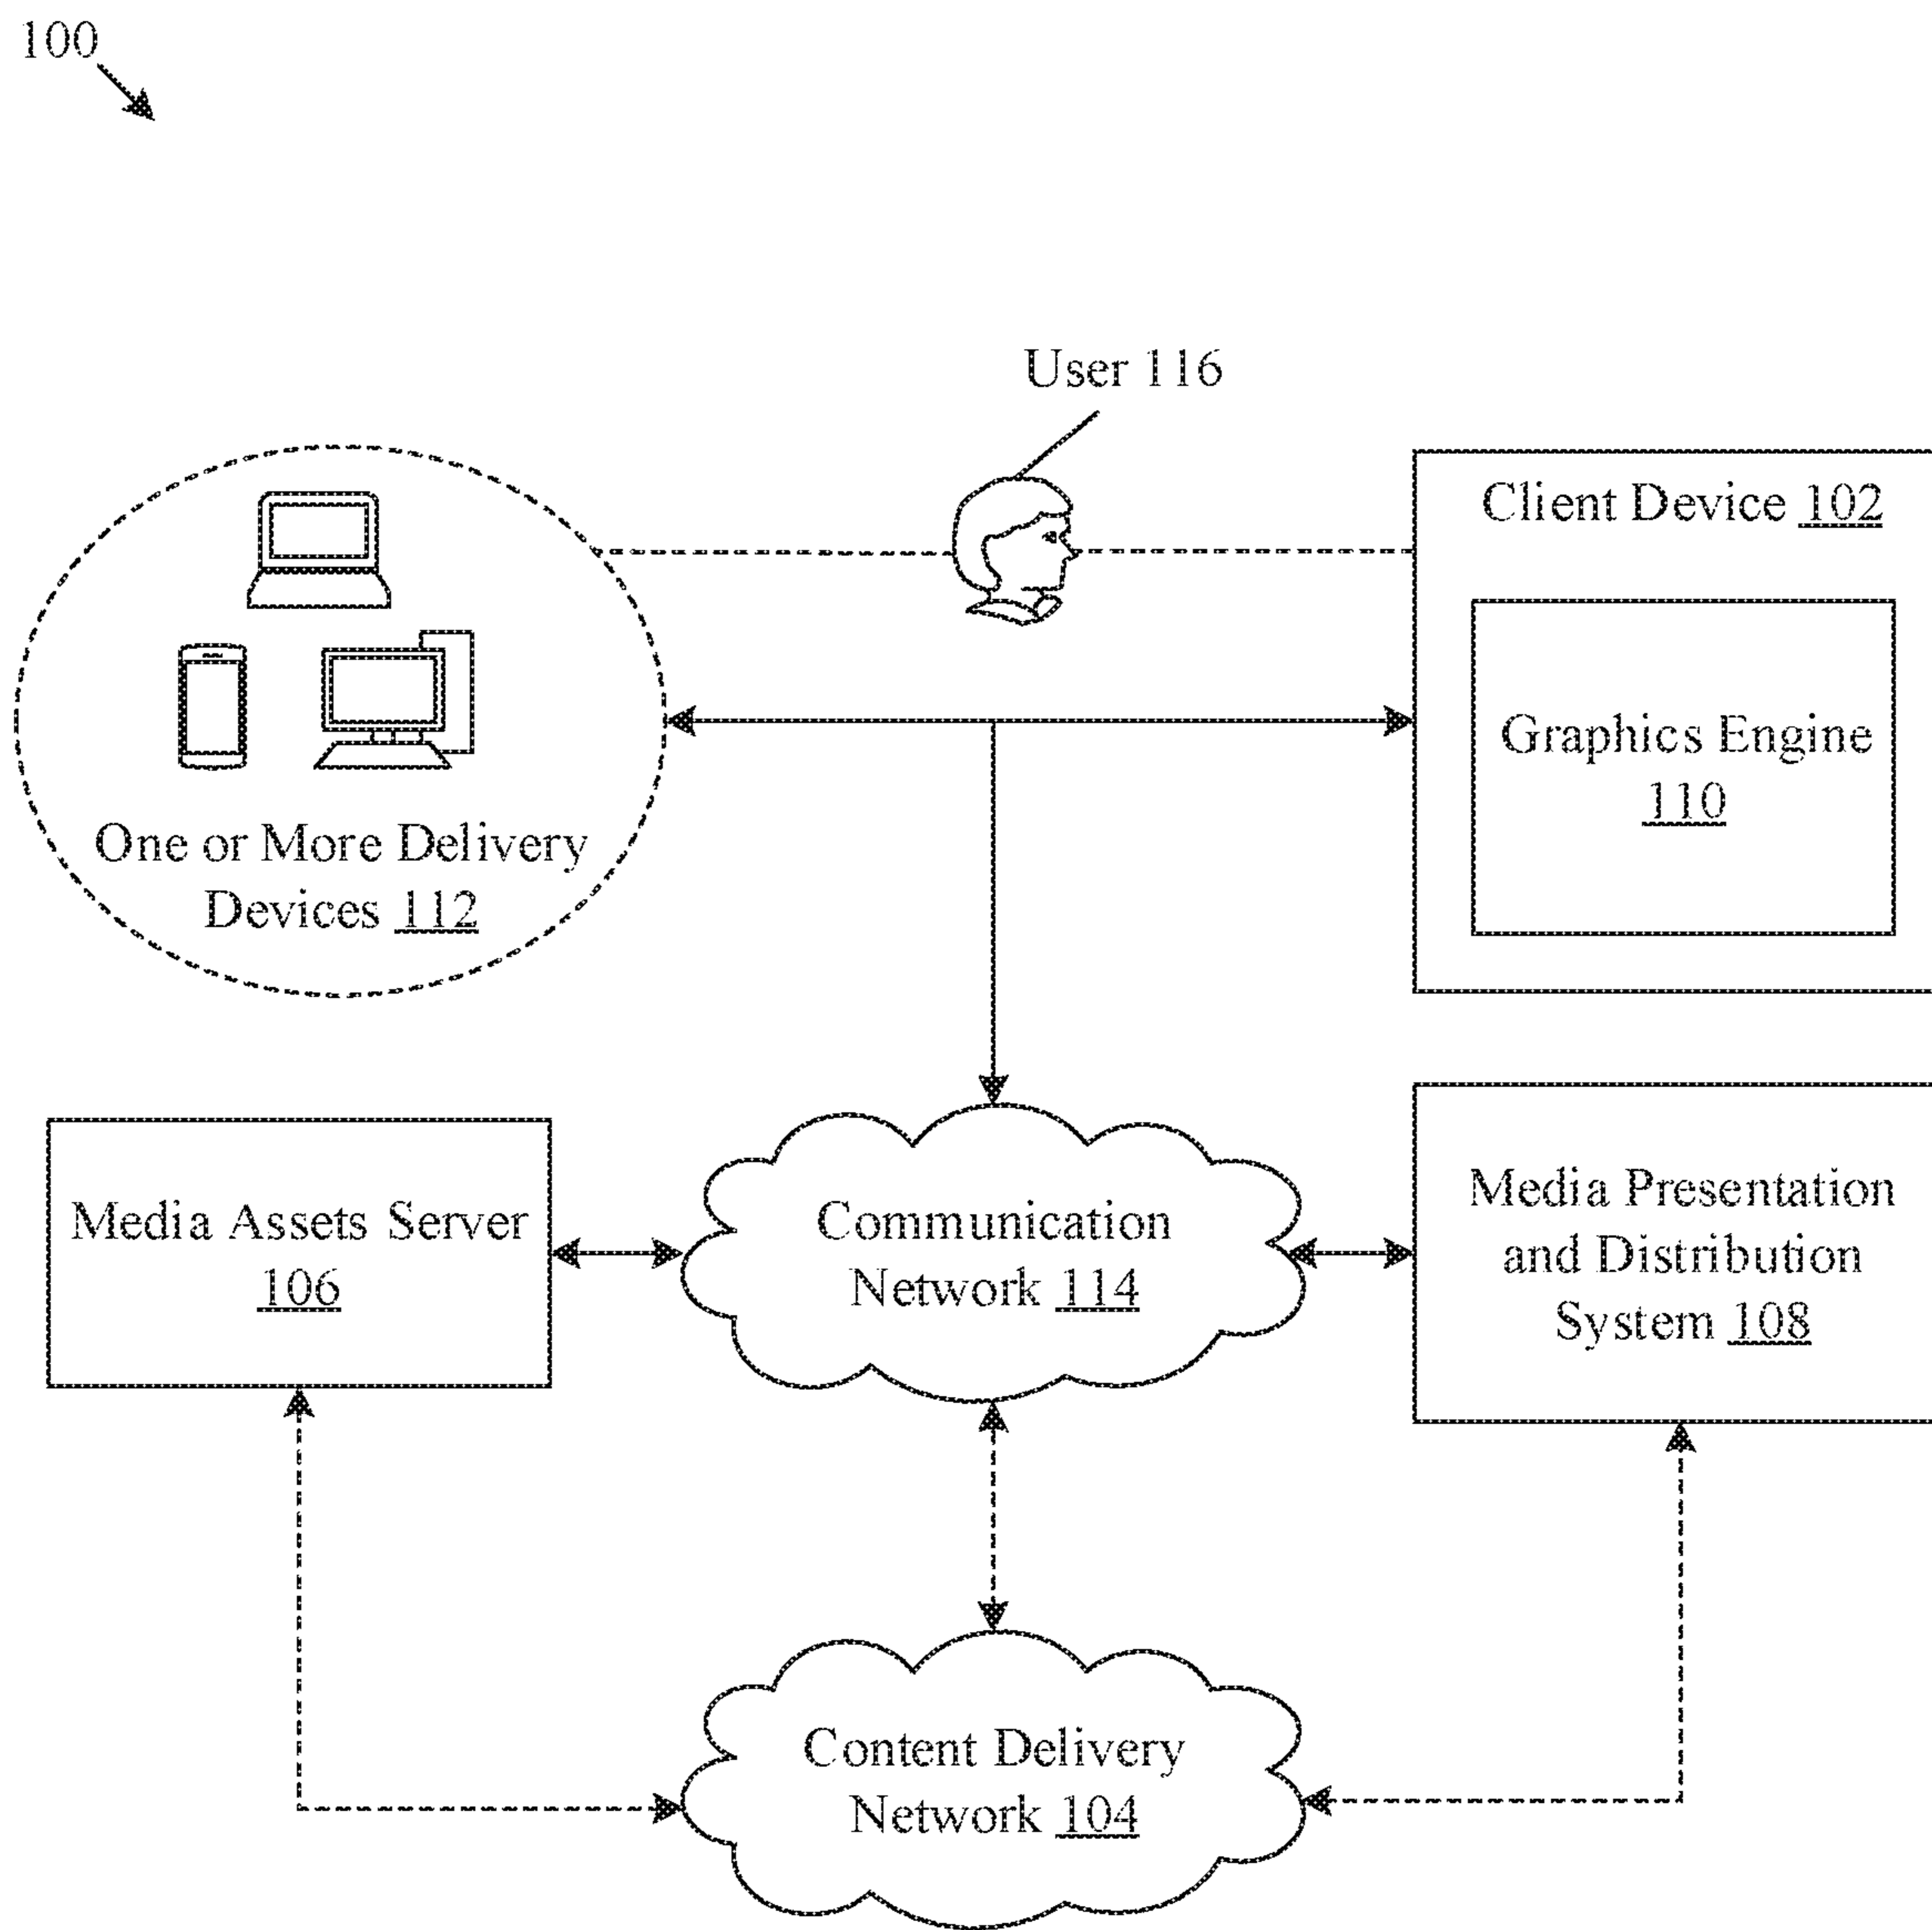 100
User 116
Client Device 102
Graphics Engine
110
One or More Delivery
Devices 112
Media Assets Server
106
Communication
Network 114
Media Presentation
and Distribution
System 108
Content Delivery
Network 104